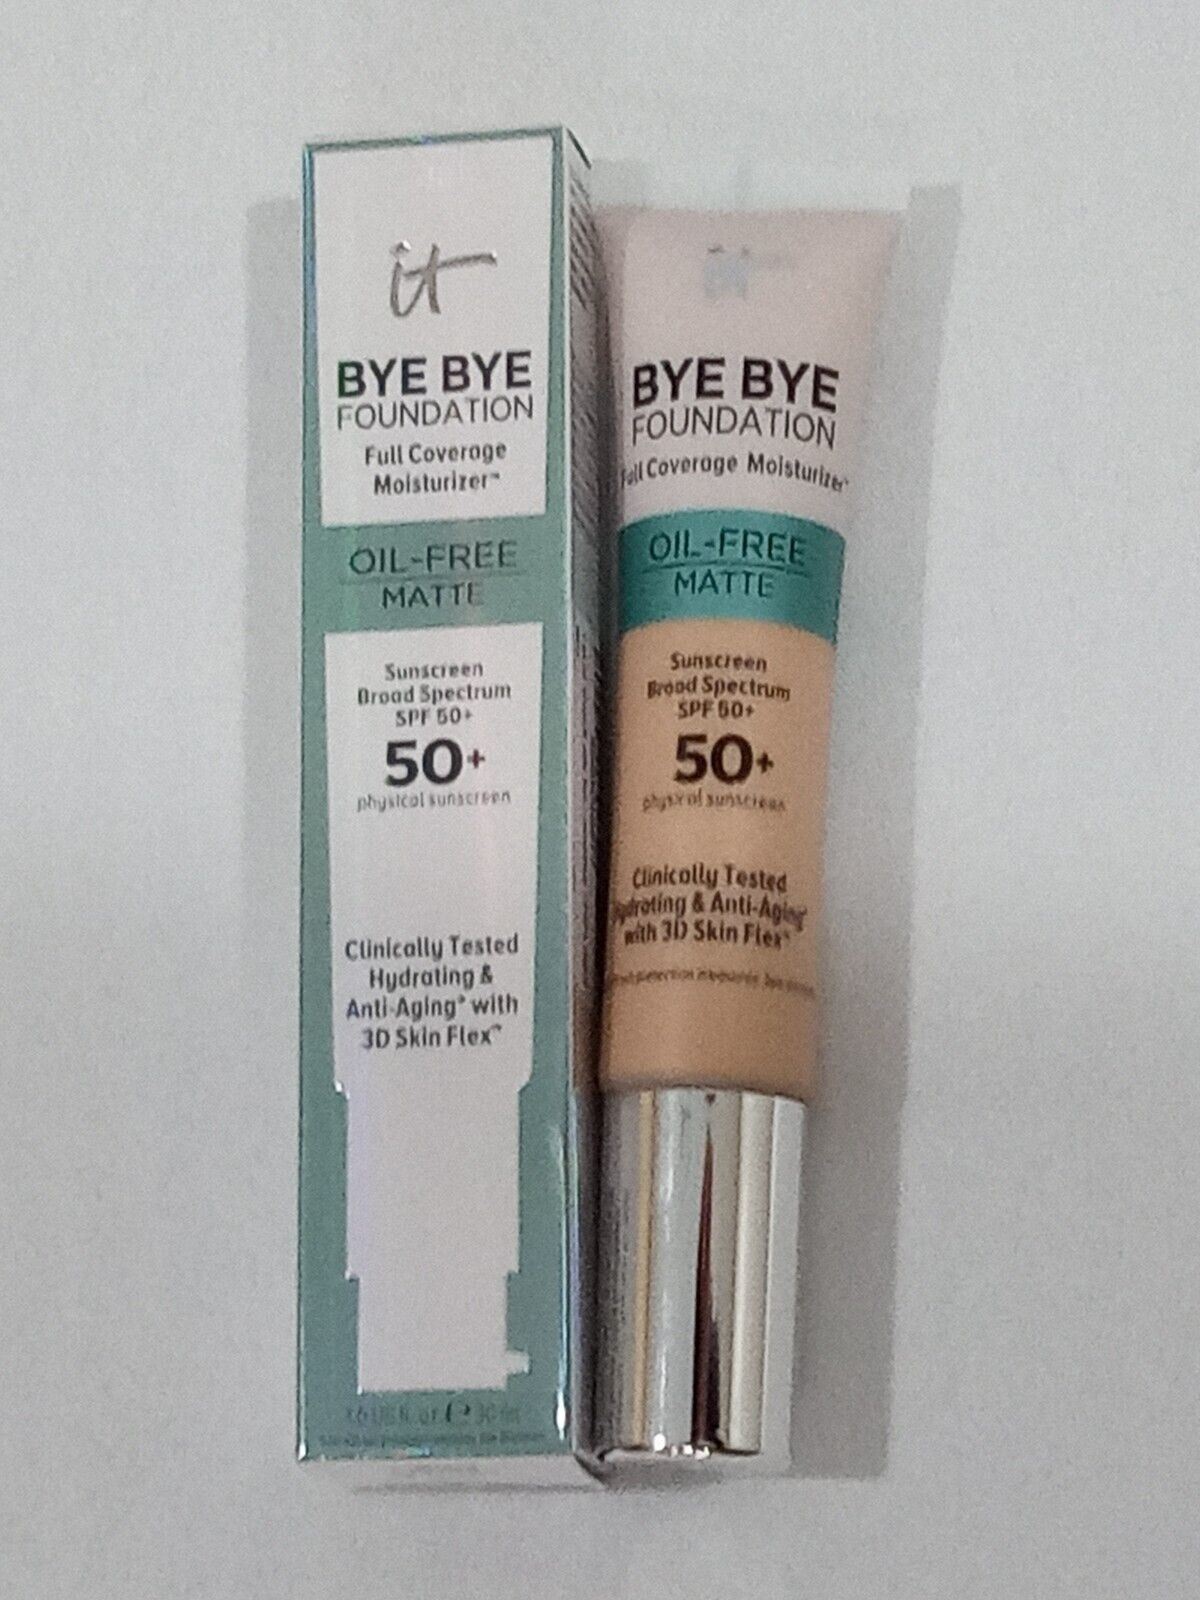 it
BYE BYE
FOUNDATION
Full Coverage
Moisturizer™
OIL-FREE
MATTE
Sunscreen
Broad Spectrum
SPF 50+
50+
physical sunscreen
Clinically Tested
Hydrating &
Anti-Aging* with
3D Skin Flex™
it
BYE BYE
FOUNDATION
Full Coverage Moisturizer™
OIL-FREE
MATTE
Sunscreen
Broad Spectrum
SPF 50+
50+
physical sunscreen
Clinically Tested
Hydrating & Anti-Aging*
with 3D Skin Flex™